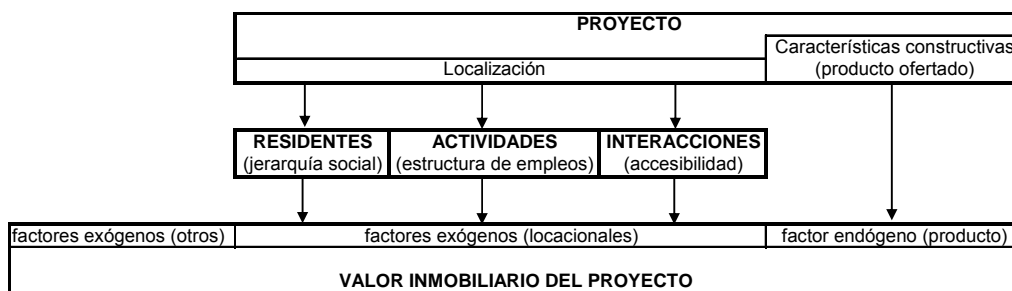 PROYECTO
Características constructivas
(producto ofertado)
Localización
RESIDENTES
(jerarquía social)
ACTIVIDADES
(estructura de empleos)
INTERACCIONES
(accesibilidad)
factores exógenos (otros)
factores exógenos (locacionales)
factor endógeno (producto)
VALOR INMOBILIARIO DEL PROYECTO